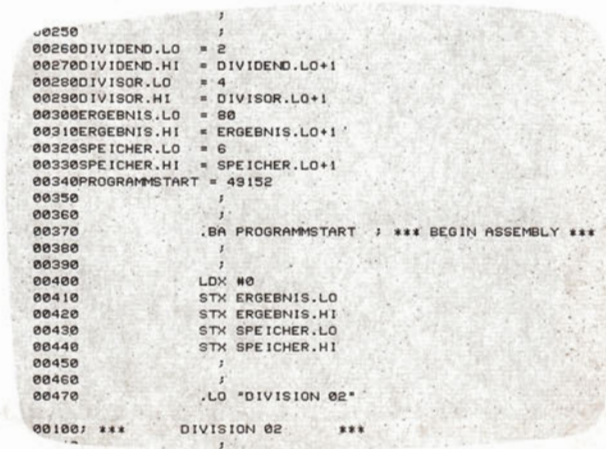 ;
00250 ;
00260DIVIDEND.LO = 2
00270DIVIDEND.HI = DIVIDEND.LO+1
00280DIVISOR.LO = 4
00290DIVISOR.HI = DIVISOR.LO+1
00300ERGEBNIS.LO = 80
00310ERGEBNIS.HI = ERGEBNIS.LO+1
00320SPEICHER.LO = 6
00330SPEICHER.HI = SPEICHER.LO+1
00340PROGRAMMSTART = 49152
00350 ;
00360 ;
00370 .BA PROGRAMMSTART ; *** BEGIN ASSEMBLY ***
00380 ;
00390 ;
00400 LDX #0
00410 STX ERGEBNIS.LO
00420 STX ERGEBNIS.HI
00430 STX SPEICHER.LO
00440 STX SPEICHER.HI
00450 ;
00460 ;
00470 .LO "DIVISION 02"
00100; *** DIVISION 02 ***
;